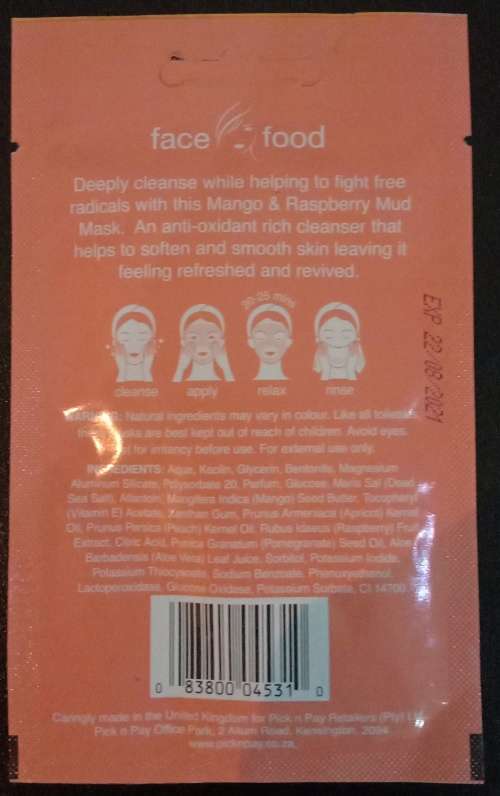 face food
Deeply cleanse while helping to fight free
radicals with this Mango & Raspberry Mud
Mask. An anti-oxidant rich cleanser that
helps to soften and smooth skin leaving it
feeling refreshed and revived.
20-25 mins
cleanse apply relax rinse
EXP 22/08/2021
WARNING: Natural ingredients may vary in colour. Like all toiletries,
masks are best kept out of reach of children. Avoid eyes.
for irritancy before use. For external use only.
INGREDIENTS: Aqua, Kaolin, Glycerin, Bentonite, Magnesium
Aluminum Silicate, Polysorbate 20, Parfum, Glucose, Maris Sal (Dead
Sea Salt), Allantoin, Mangifera Indica (Mango) Seed Butter, Tocopheryl
(Vitamin E) Acetate, Xanthan Gum, Prunus Armeniaca (Apricot) Kernel
Oil, Prunus Persica (Peach) Kernel Oil, Rubus Idaeus (Raspberry) Fruit
Extract, Citric Acid, Punica Granatum (Pomegranate) Seed Oil, Aloe
Barbadensis (Aloe Vera) Leaf Juice, Sorbitol, Potassium Iodide,
Potassium Thiocyanate, Sodium Benzoate, Phenoxyethanol,
Lactoperoxidase, Glucose Oxidase, Potassium Sorbate, CI 14700
0 83800 04531 0
Caringly made in the United Kingdom for Pick n Pay Retailers (Pty) Ltd
Pick n Pay Office Park, 2 Allum Road, Kensington, 2094
www.picknpay.co.za